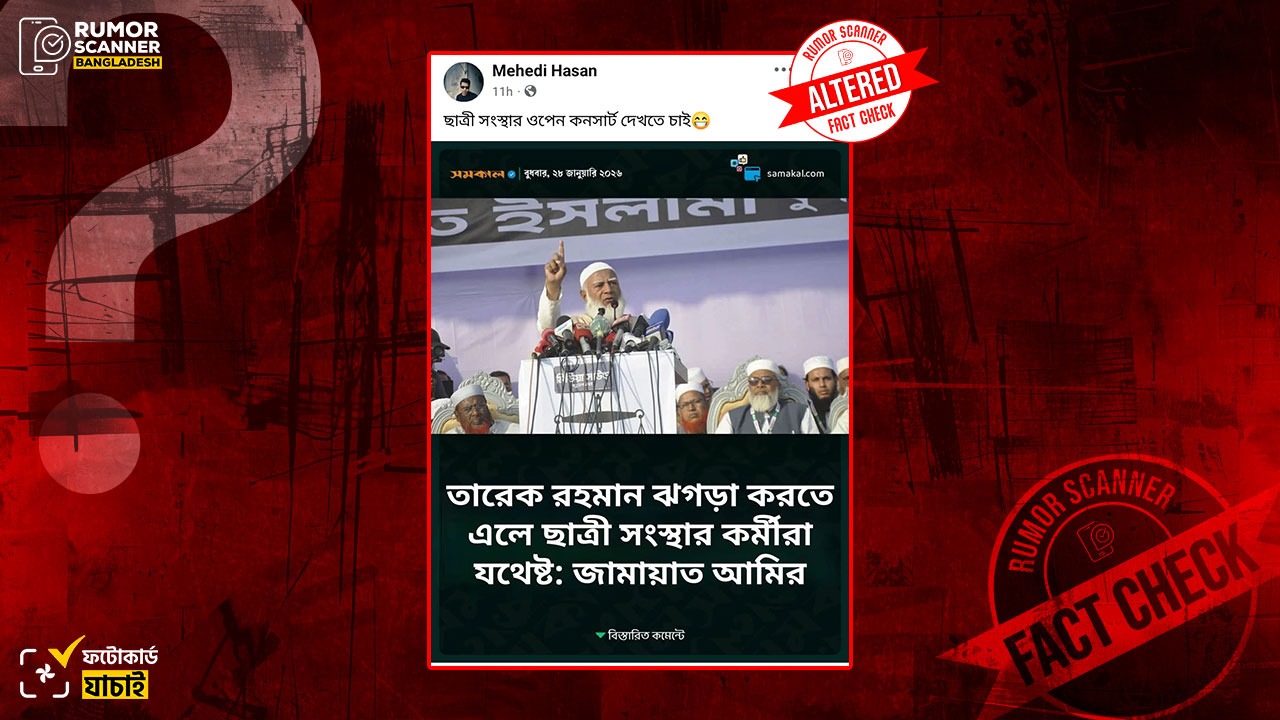 RUMOR
SCANNER
BANGLADESH
Mehedi Hasan
11h
ছাত্রী সংস্থার ওপেন কনসার্ট দেখতে চাই😁
RUMOR SCANNER
ALTERED
FACT CHECK
সমকাল
বুধবার, ২৮ জানুয়ারি ২০২৬
samakal.com
ত ইসলামী
তারেক রহমান ঝগড়া করতে
এলে ছাত্রী সংস্থার কর্মীরা
যথেষ্ট: জামায়াত আমির
বিস্তারিত কমেন্টে
RUMOR SCANNER
FACT CHECK
ফটোকার্ড
যাচাই